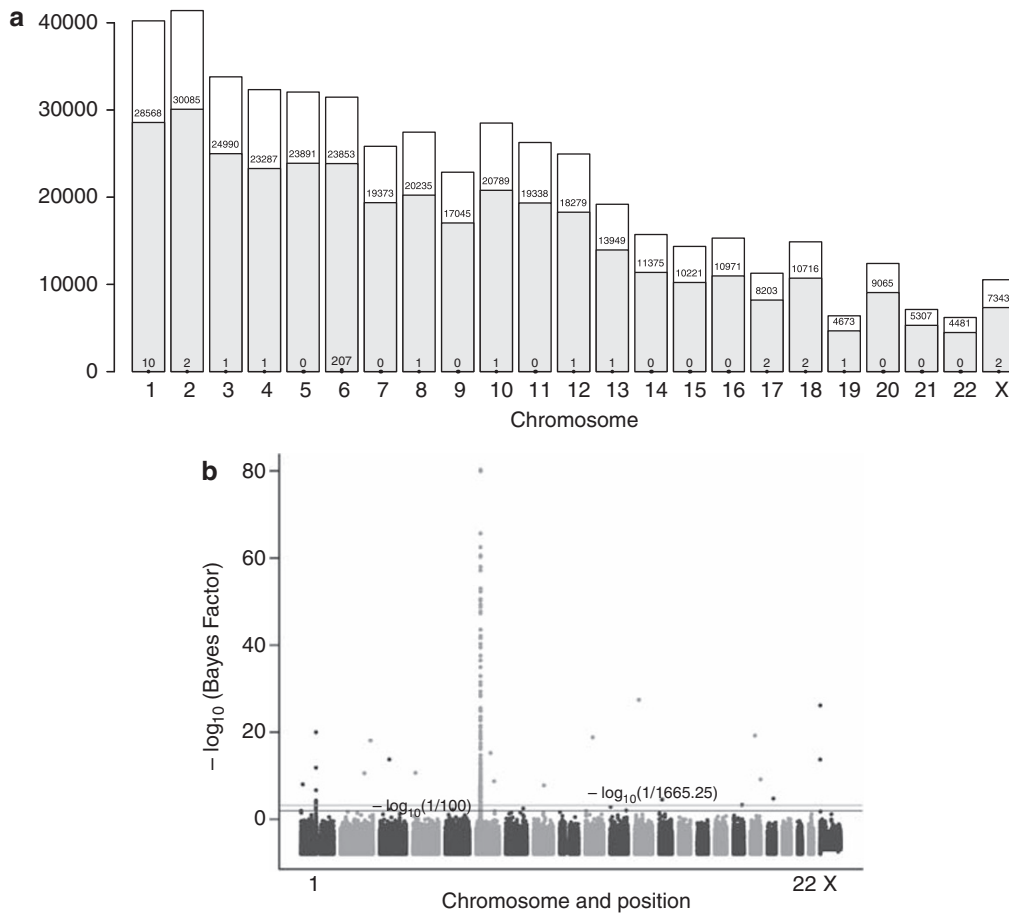 a
40000
30000
20000
10000
0
28568 30085 24990 23287 23891 23853 19373 20235 17045 20789 19338 18279 13949 11375 10221 10971 8203 10716 4673 9065 5307 4481 7343
10 2 1 1 0 207 0 1 0 1 0 1 1 0 0 0 2 2 1 0 0 0 2
1 2 3 4 5 6 7 8 9 10 11 12 13 14 15 16 17 18 19 20 21 22 X
Chromosome
b
80
60
40
20
0
– log10 (Bayes Factor)
– log10(1/1665.25)
– log10(1/100)
1 22 X
Chromosome and position